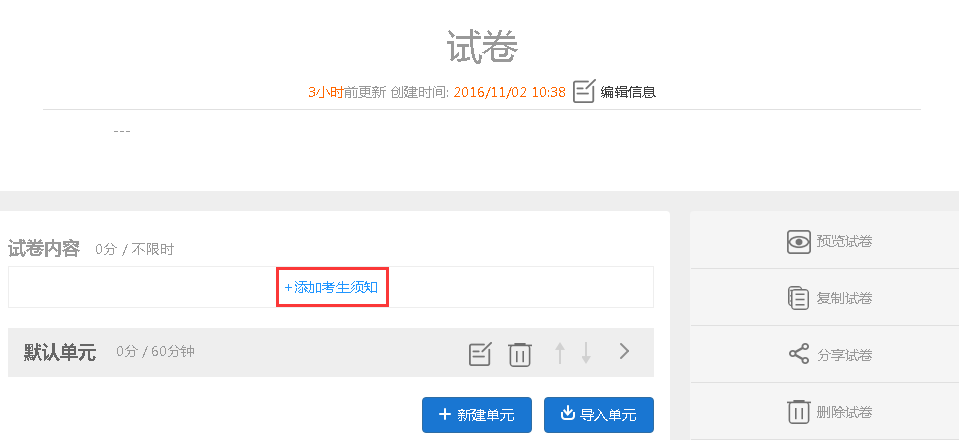 试卷
3小时前更新 创建时间: 2016/11/02 10:38 编辑信息
---
试卷内容 0分 / 不限时
+添加考生须知
默认单元 0分 / 60分钟
+ 新建单元 导入单元
预览试卷
复制试卷
分享试卷
删除试卷